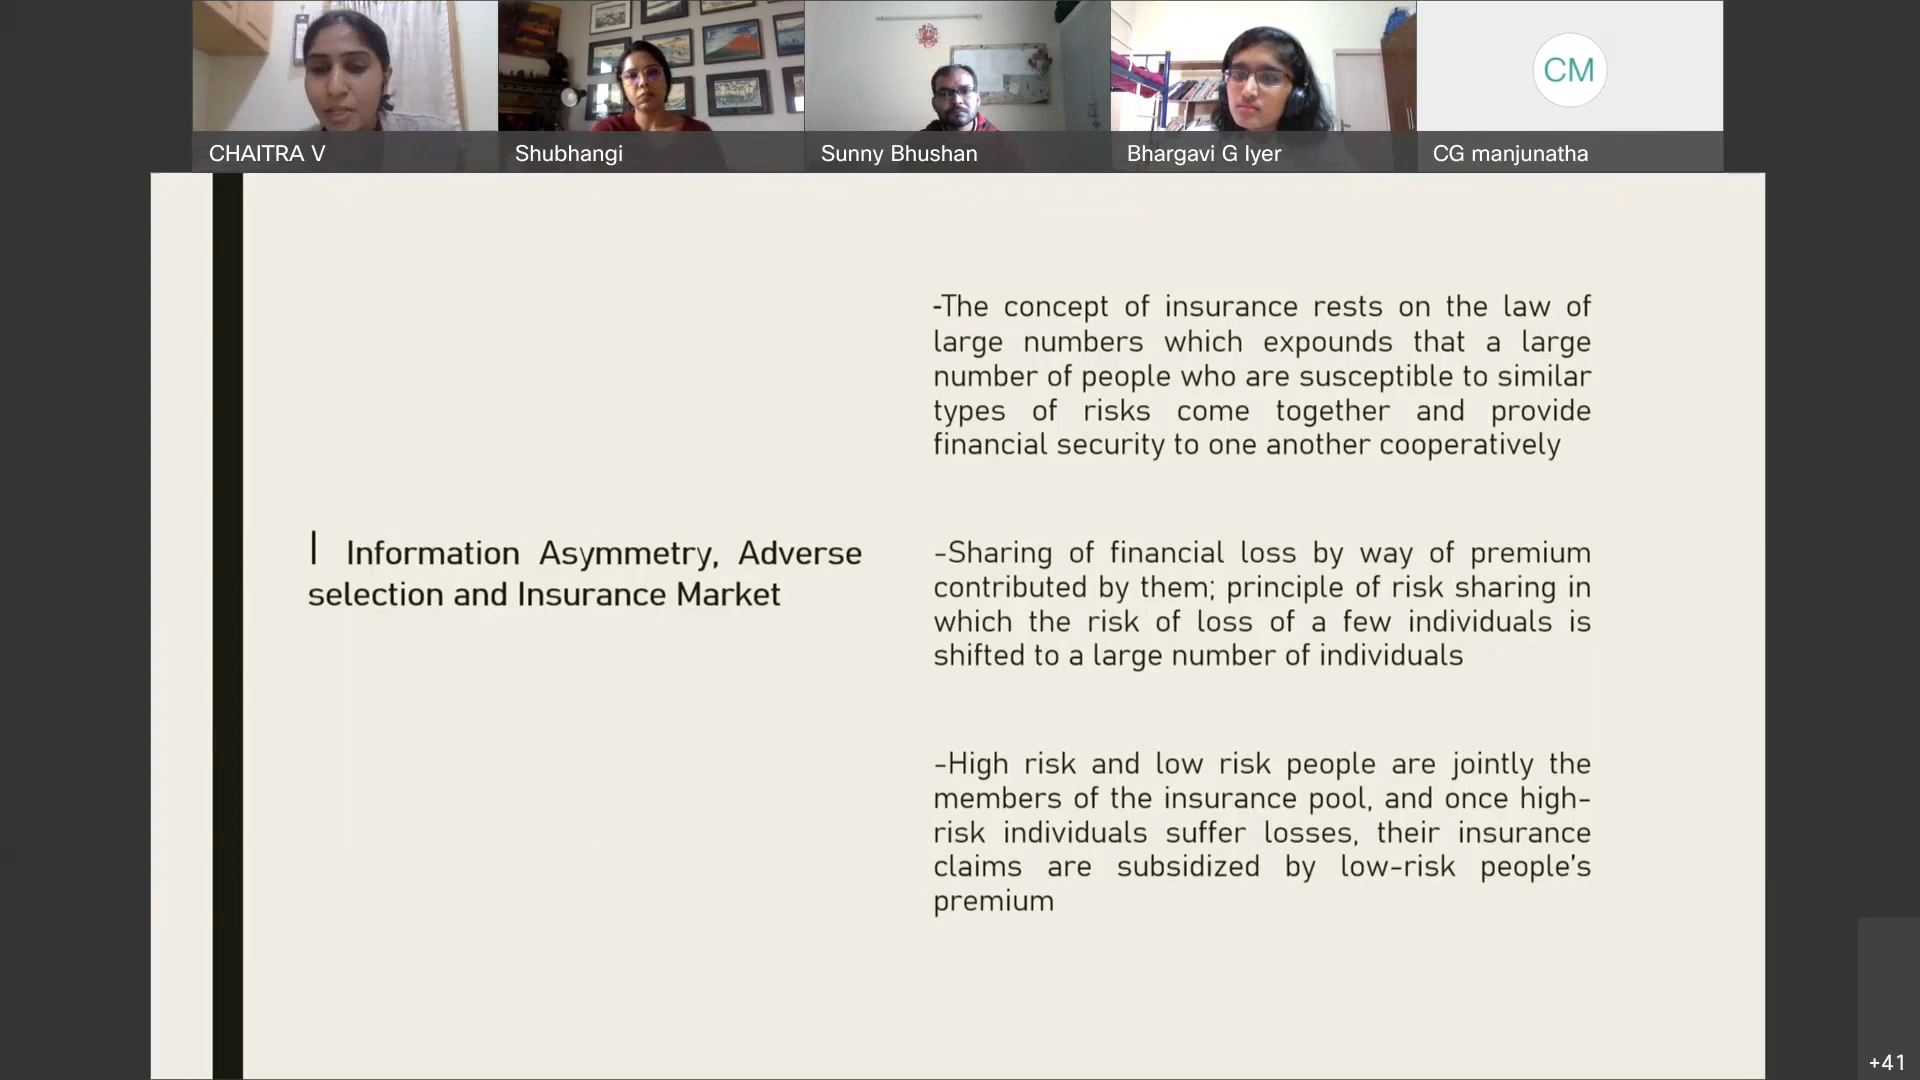 CM
CHAITRA V
Shubhangi
Sunny Bhushan
Bhargavi G Iyer
CG manjunatha
I Information Asymmetry, Adverse
selection and Insurance Market
-The concept of insurance rests on the law of
large numbers which expounds that a large
number of people who are susceptible to similar
types of risks come together and provide
financial security to one another cooperatively
-Sharing of financial loss by way of premium
contributed by them; principle of risk sharing in
which the risk of loss of a few individuals is
shifted to a large number of individuals
-High risk and low risk people are jointly the
members of the insurance pool, and once high-
risk individuals suffer losses, their insurance
claims are subsidized by low-risk people's
premium
+41